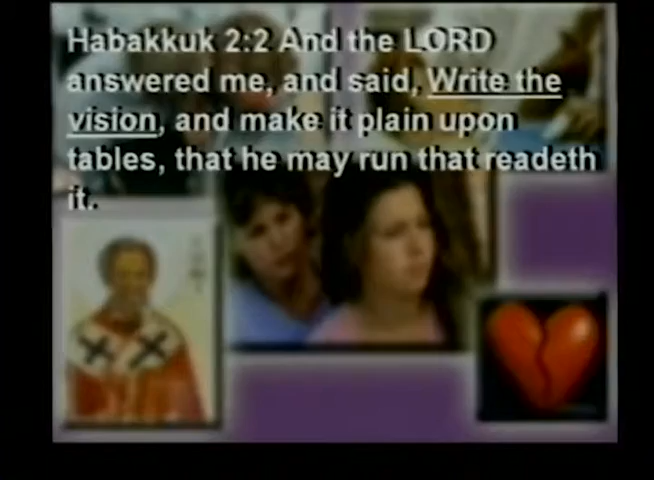 Habakkuk 2:2 And the LORD
answered me, and said, Write the
vision, and make it plain upon
tables, that he may run that readeth
it.